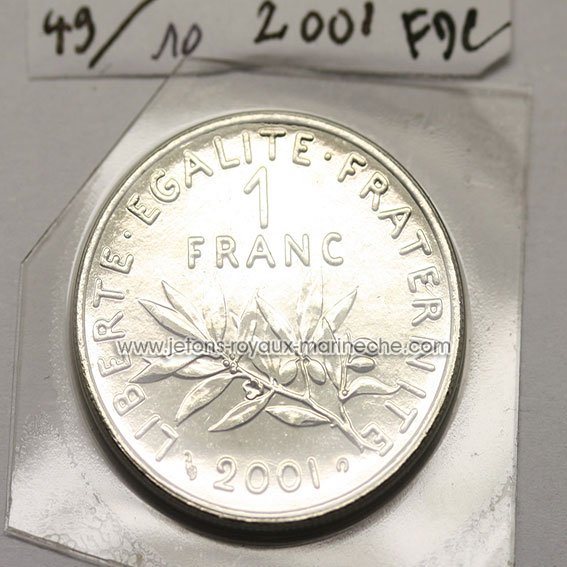 49/10 2001 FDC
LIBERTE · EGALITE · FRATERNITE
1
FRANC
www.jetons-royaux-marineche.com
2001